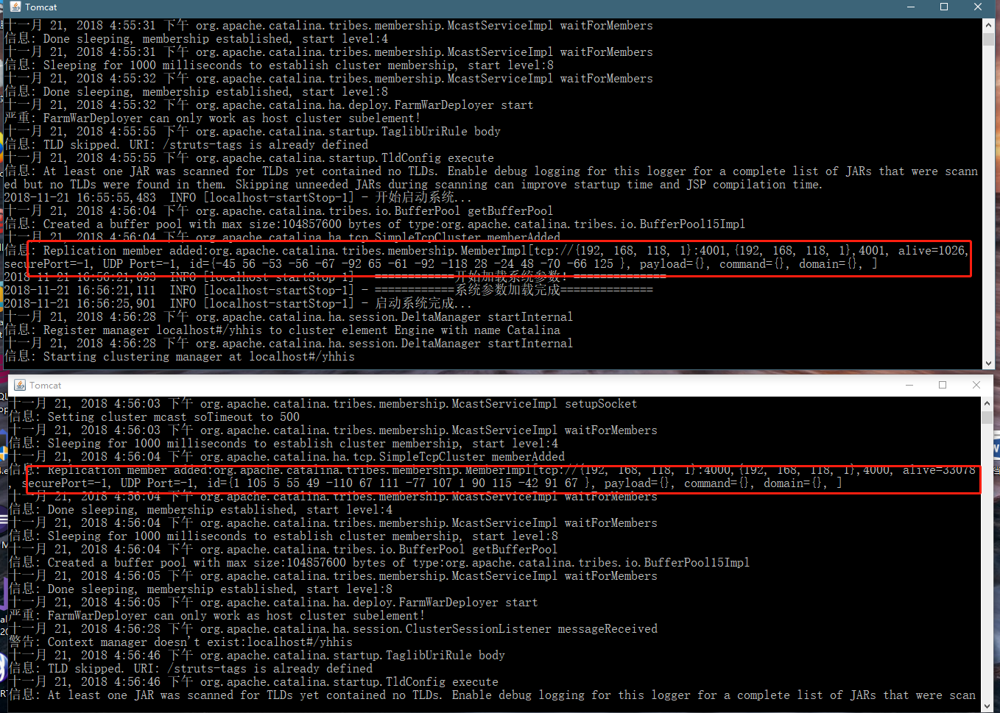 Tomcat
十一月 21, 2018 4:55:31 下午 org.apache.catalina.tribes.membership.McastServiceImpl waitForMembers
信息: Done sleeping, membership established, start level:4
十一月 21, 2018 4:55:31 下午 org.apache.catalina.tribes.membership.McastServiceImpl waitForMembers
信息: Sleeping for 1000 milliseconds to establish cluster membership, start level:8
十一月 21, 2018 4:55:32 下午 org.apache.catalina.tribes.membership.McastServiceImpl waitForMembers
信息: Done sleeping, membership established, start level:8
十一月 21, 2018 4:55:32 下午 org.apache.catalina.ha.deploy.FarmWarDeployer start
严重: FarmWarDeployer can only work as host cluster subelement!
十一月 21, 2018 4:55:55 下午 org.apache.catalina.startup.TaglibUriRule body
信息: TLD skipped. URI: /struts-tags is already defined
十一月 21, 2018 4:55:55 下午 org.apache.catalina.startup.TldConfig execute
信息: At least one JAR was scanned for TLDs yet contained no TLDs. Enable debug logging for this logger for a complete list of JARs that were scann
ed but no TLDs were found in them. Skipping unneeded JARs during scanning can improve startup time and JSP compilation time.
2018-11-21 16:55:55,483  INFO [localhost-startStop-1] - 开始启动系统...
十一月 21, 2018 4:56:04 下午 org.apache.catalina.tribes.io.BufferPool getBufferPool
信息: Created a buffer pool with max size:104857600 bytes of type:org.apache.catalina.tribes.io.BufferPool15Impl
十一月 21, 2018 4:56:04 下午 org.apache.catalina.ha.tcp.SimpleTcpCluster memberAdded
信息: Replication member added:org.apache.catalina.tribes.membership.MemberImpl[tcp://{192, 168, 118, 1}:4001,{192, 168, 118, 1},4001, alive=1026,
securePort=-1, UDP Port=-1, id={-45 56 -53 -56 -67 -92 65 -61 -92 -118 28 -24 48 -70 -66 125 }, payload={}, command={}, domain={}, ]
2018-11-21 16:56:21,093  INFO [localhost-startStop-1] - ============开始加载系统参数!==============
2018-11-21 16:56:21,111  INFO [localhost-startStop-1] - ============系统参数加载完成==============
2018-11-21 16:56:25,901  INFO [localhost-startStop-1] - 启动系统完成...
十一月 21, 2018 4:56:28 下午 org.apache.catalina.ha.session.DeltaManager startInternal
信息: Register manager localhost#/yhhis to cluster element Engine with name Catalina
十一月 21, 2018 4:56:28 下午 org.apache.catalina.ha.session.DeltaManager startInternal
信息: Starting clustering manager at localhost#/yhhis
Tomcat
十一月 21, 2018 4:56:03 下午 org.apache.catalina.tribes.membership.McastServiceImpl setupSocket
信息: Setting cluster mcast soTimeout to 500
十一月 21, 2018 4:56:03 下午 org.apache.catalina.tribes.membership.McastServiceImpl waitForMembers
信息: Sleeping for 1000 milliseconds to establish cluster membership, start level:4
十一月 21, 2018 4:56:04 下午 org.apache.catalina.ha.tcp.SimpleTcpCluster memberAdded
信息: Replication member added:org.apache.catalina.tribes.membership.MemberImpl[tcp://{192, 168, 118, 1}:4000,{192, 168, 118, 1},4000, alive=33078
, securePort=-1, UDP Port=-1, id={1 105 5 55 49 -110 67 111 -77 107 1 90 115 -42 91 67 }, payload={}, command={}, domain={}, ]
十一月 21, 2018 4:56:04 下午 org.apache.catalina.tribes.membership.McastServiceImpl waitForMembers
信息: Done sleeping, membership established, start level:4
十一月 21, 2018 4:56:04 下午 org.apache.catalina.tribes.membership.McastServiceImpl waitForMembers
信息: Sleeping for 1000 milliseconds to establish cluster membership, start level:8
十一月 21, 2018 4:56:04 下午 org.apache.catalina.tribes.io.BufferPool getBufferPool
信息: Created a buffer pool with max size:104857600 bytes of type:org.apache.catalina.tribes.io.BufferPool15Impl
十一月 21, 2018 4:56:05 下午 org.apache.catalina.tribes.membership.McastServiceImpl waitForMembers
信息: Done sleeping, membership established, start level:8
十一月 21, 2018 4:56:05 下午 org.apache.catalina.ha.deploy.FarmWarDeployer start
严重: FarmWarDeployer can only work as host cluster subelement!
十一月 21, 2018 4:56:28 下午 org.apache.catalina.ha.session.ClusterSessionListener messageReceived
警告: Context manager doesn't exist:localhost#/yhhis
十一月 21, 2018 4:56:46 下午 org.apache.catalina.startup.TaglibUriRule body
信息: TLD skipped. URI: /struts-tags is already defined
十一月 21, 2018 4:56:46 下午 org.apache.catalina.startup.TldConfig execute
信息: At least one JAR was scanned for TLDs yet contained no TLDs. Enable debug logging for this logger for a complete list of JARs that were scan